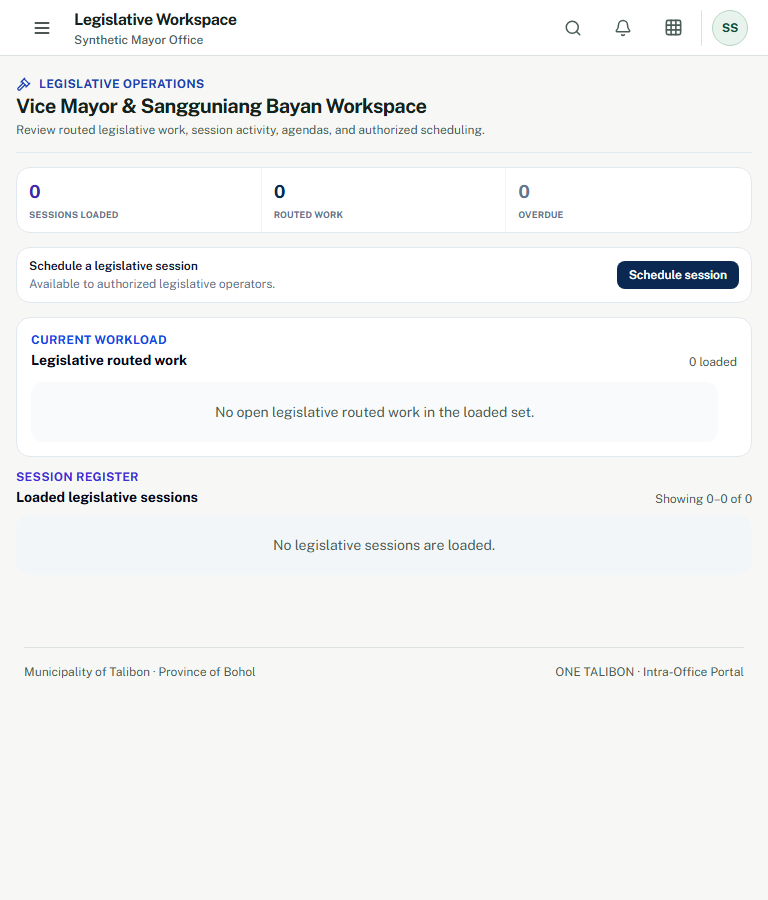 Legislative Workspace
Synthetic Mayor Office
SS
LEGISLATIVE OPERATIONS
Vice Mayor & Sangguniang Bayan Workspace
Review routed legislative work, session activity, agendas, and authorized scheduling.
0
SESSIONS LOADED
0
ROUTED WORK
0
OVERDUE
Schedule a legislative session
Available to authorized legislative operators.
Schedule session
CURRENT WORKLOAD
Legislative routed work
0 loaded
No open legislative routed work in the loaded set.
SESSION REGISTER
Loaded legislative sessions
Showing 0–0 of 0
No legislative sessions are loaded.
Municipality of Talibon · Province of Bohol
ONE TALIBON · Intra-Office Portal